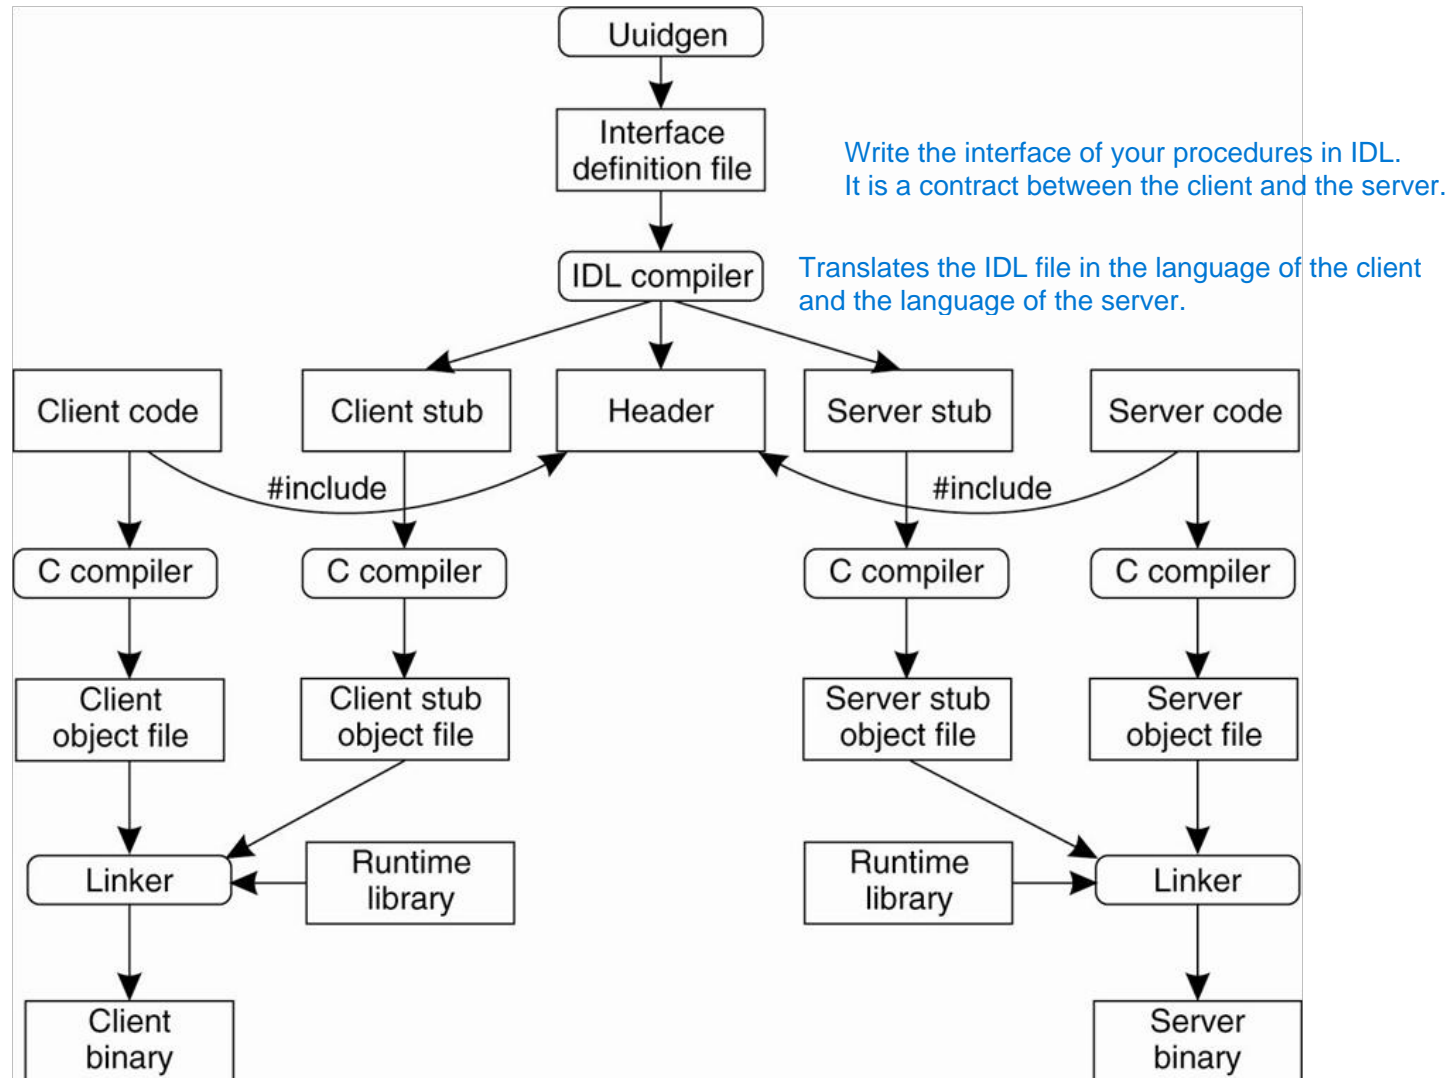 Uuidgen
Interface
definition file
Write the interface of your procedures in IDL.
It is a contract between the client and the server.
IDL compiler
Translates the IDL file in the language of the client
and the language of the server.
Client code
Client stub
Header
Server stub
Server code
#include
#include
C compiler
C compiler
C compiler
C compiler
Client
object file
Client stub
object file
Server stub
object file
Server
object file
Linker
Runtime
library
Runtime
library
Linker
Client
binary
Server
binary